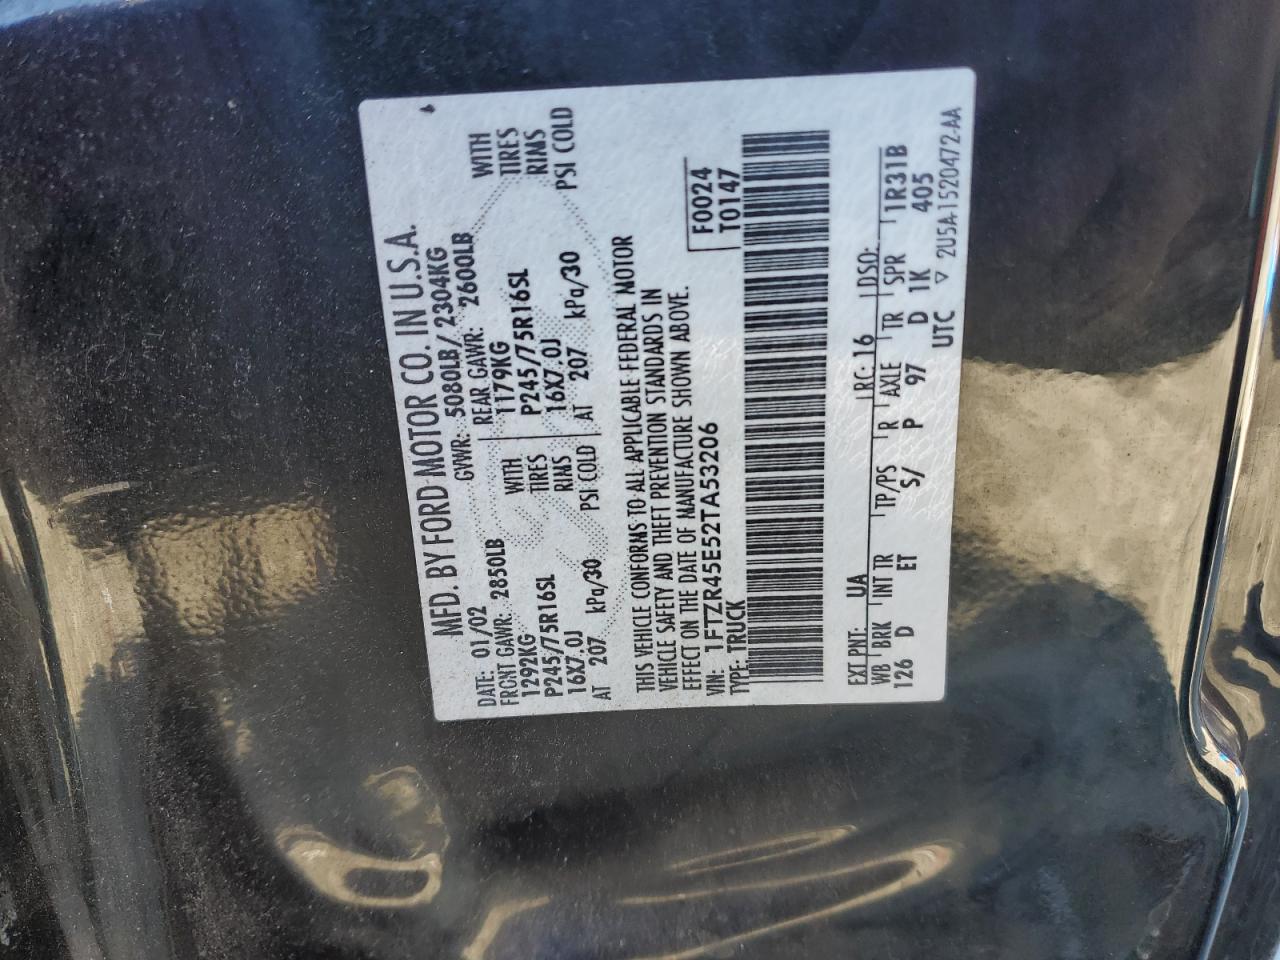 MFD. BY FORD MOTOR CO. IN U.S.A.
DATE: 01/02 GVWR: 5080LB/2304KG
FRONT GAWR: 2850LB REAR GAWR: 2600LB
1292KG WITH 1179KG WITH
P245/75R16SL TIRES P245/75R16SL TIRES
16X7.0J RIMS 16X7.0J RIMS
AT 207 kPa/30 PSI COLD AT 207 kPa/30 PSI COLD
THIS VEHICLE CONFORMS TO ALL APPLICABLE FEDERAL MOTOR
VEHICLE SAFETY AND THEFT PREVENTION STANDARDS IN
EFFECT ON THE DATE OF MANUFACTURE SHOWN ABOVE.
VIN: 1FTZR45E52TA53206 F0024
TYPE: TRUCK T0147
EXT PNT: UA RC: 16 DSO:
WB BRK INT TR TP/PS R AXLE TR SPR 1R31B
126 D ET S/ P 97 D 1K 405
UTC ▽ 2U5A-1520472-AA